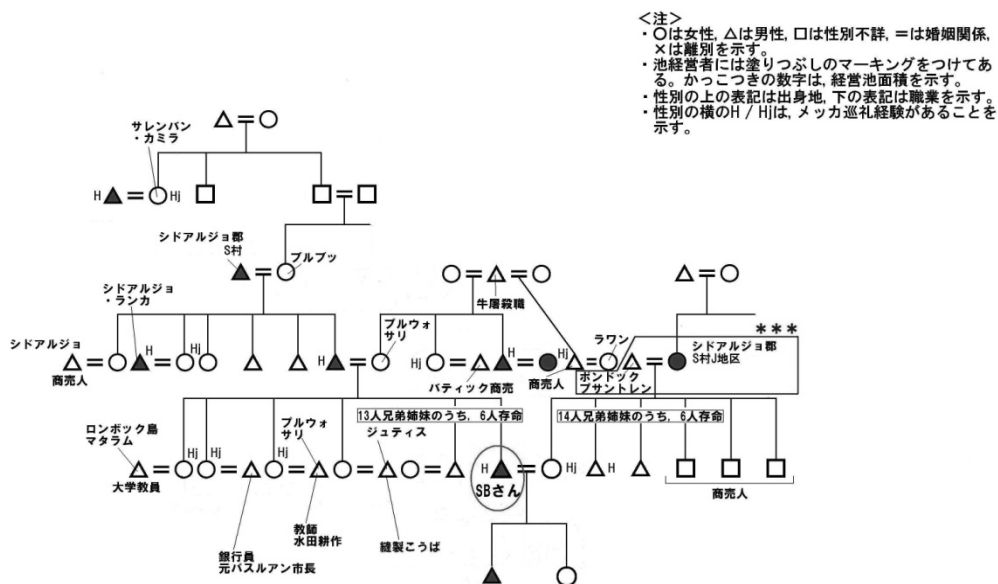 <注>
・○は女性, △は男性, 口は性別不詳, =は婚姻関係,
×は離別を示す。
・池経営者には塗りつぶしのマーキングをつけてあ
る。かっこつきの数字は, 経営池面積を示す。
・性別の上の表記は出身地, 下の表記は職業を示す。
・性別の横のH / Hjは, メッカ巡礼経験があることを
示す。
サレンバン
・カミラ
H
Hj
シドアルジョ郡
S村
ブルブッ
シドアルジョ
・ランカ
牛屠殺職
シドアルジョ
商売人
H
H
プルウォ
サリ
Hj
H
バティック商売
商売人
Hj
ラワン
ポンドック
プサントレン
***
シドアルジョ郡
S村J地区
13人兄弟姉妹のうち, 6人存命
14人兄弟姉妹のうち, 6人存命
ロンボック島
マタラム
大学教員
Hj
Hj
Hj
プルウォ
サリ
ジュティス
H
SBさん
Hj
H
商売人
教師
水田耕作
縫製こうば
銀行員
元パスルアン市長